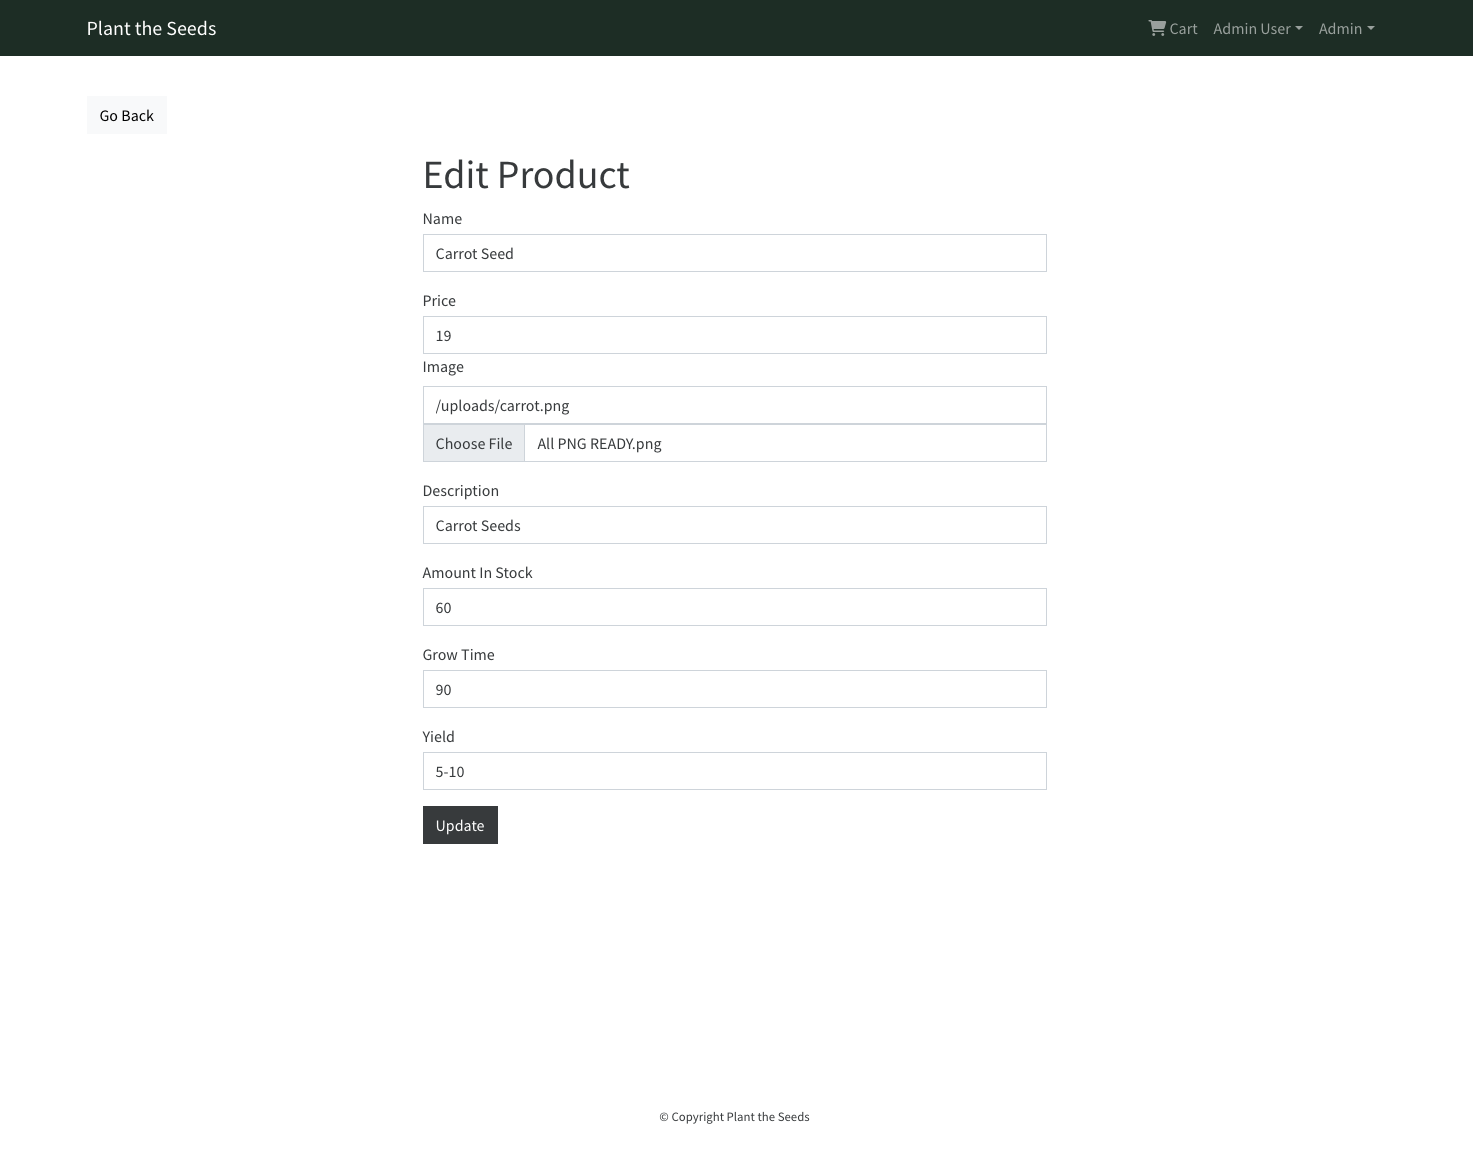 Plant the Seeds
Cart Admin User Admin
Go Back
Edit Product
Name
Carrot Seed
Price
19
Image
/uploads/carrot.png
Choose File All PNG READY.png
Description
Carrot Seeds
Amount In Stock
60
Grow Time
90
Yield
5-10
Update
© Copyright Plant the Seeds